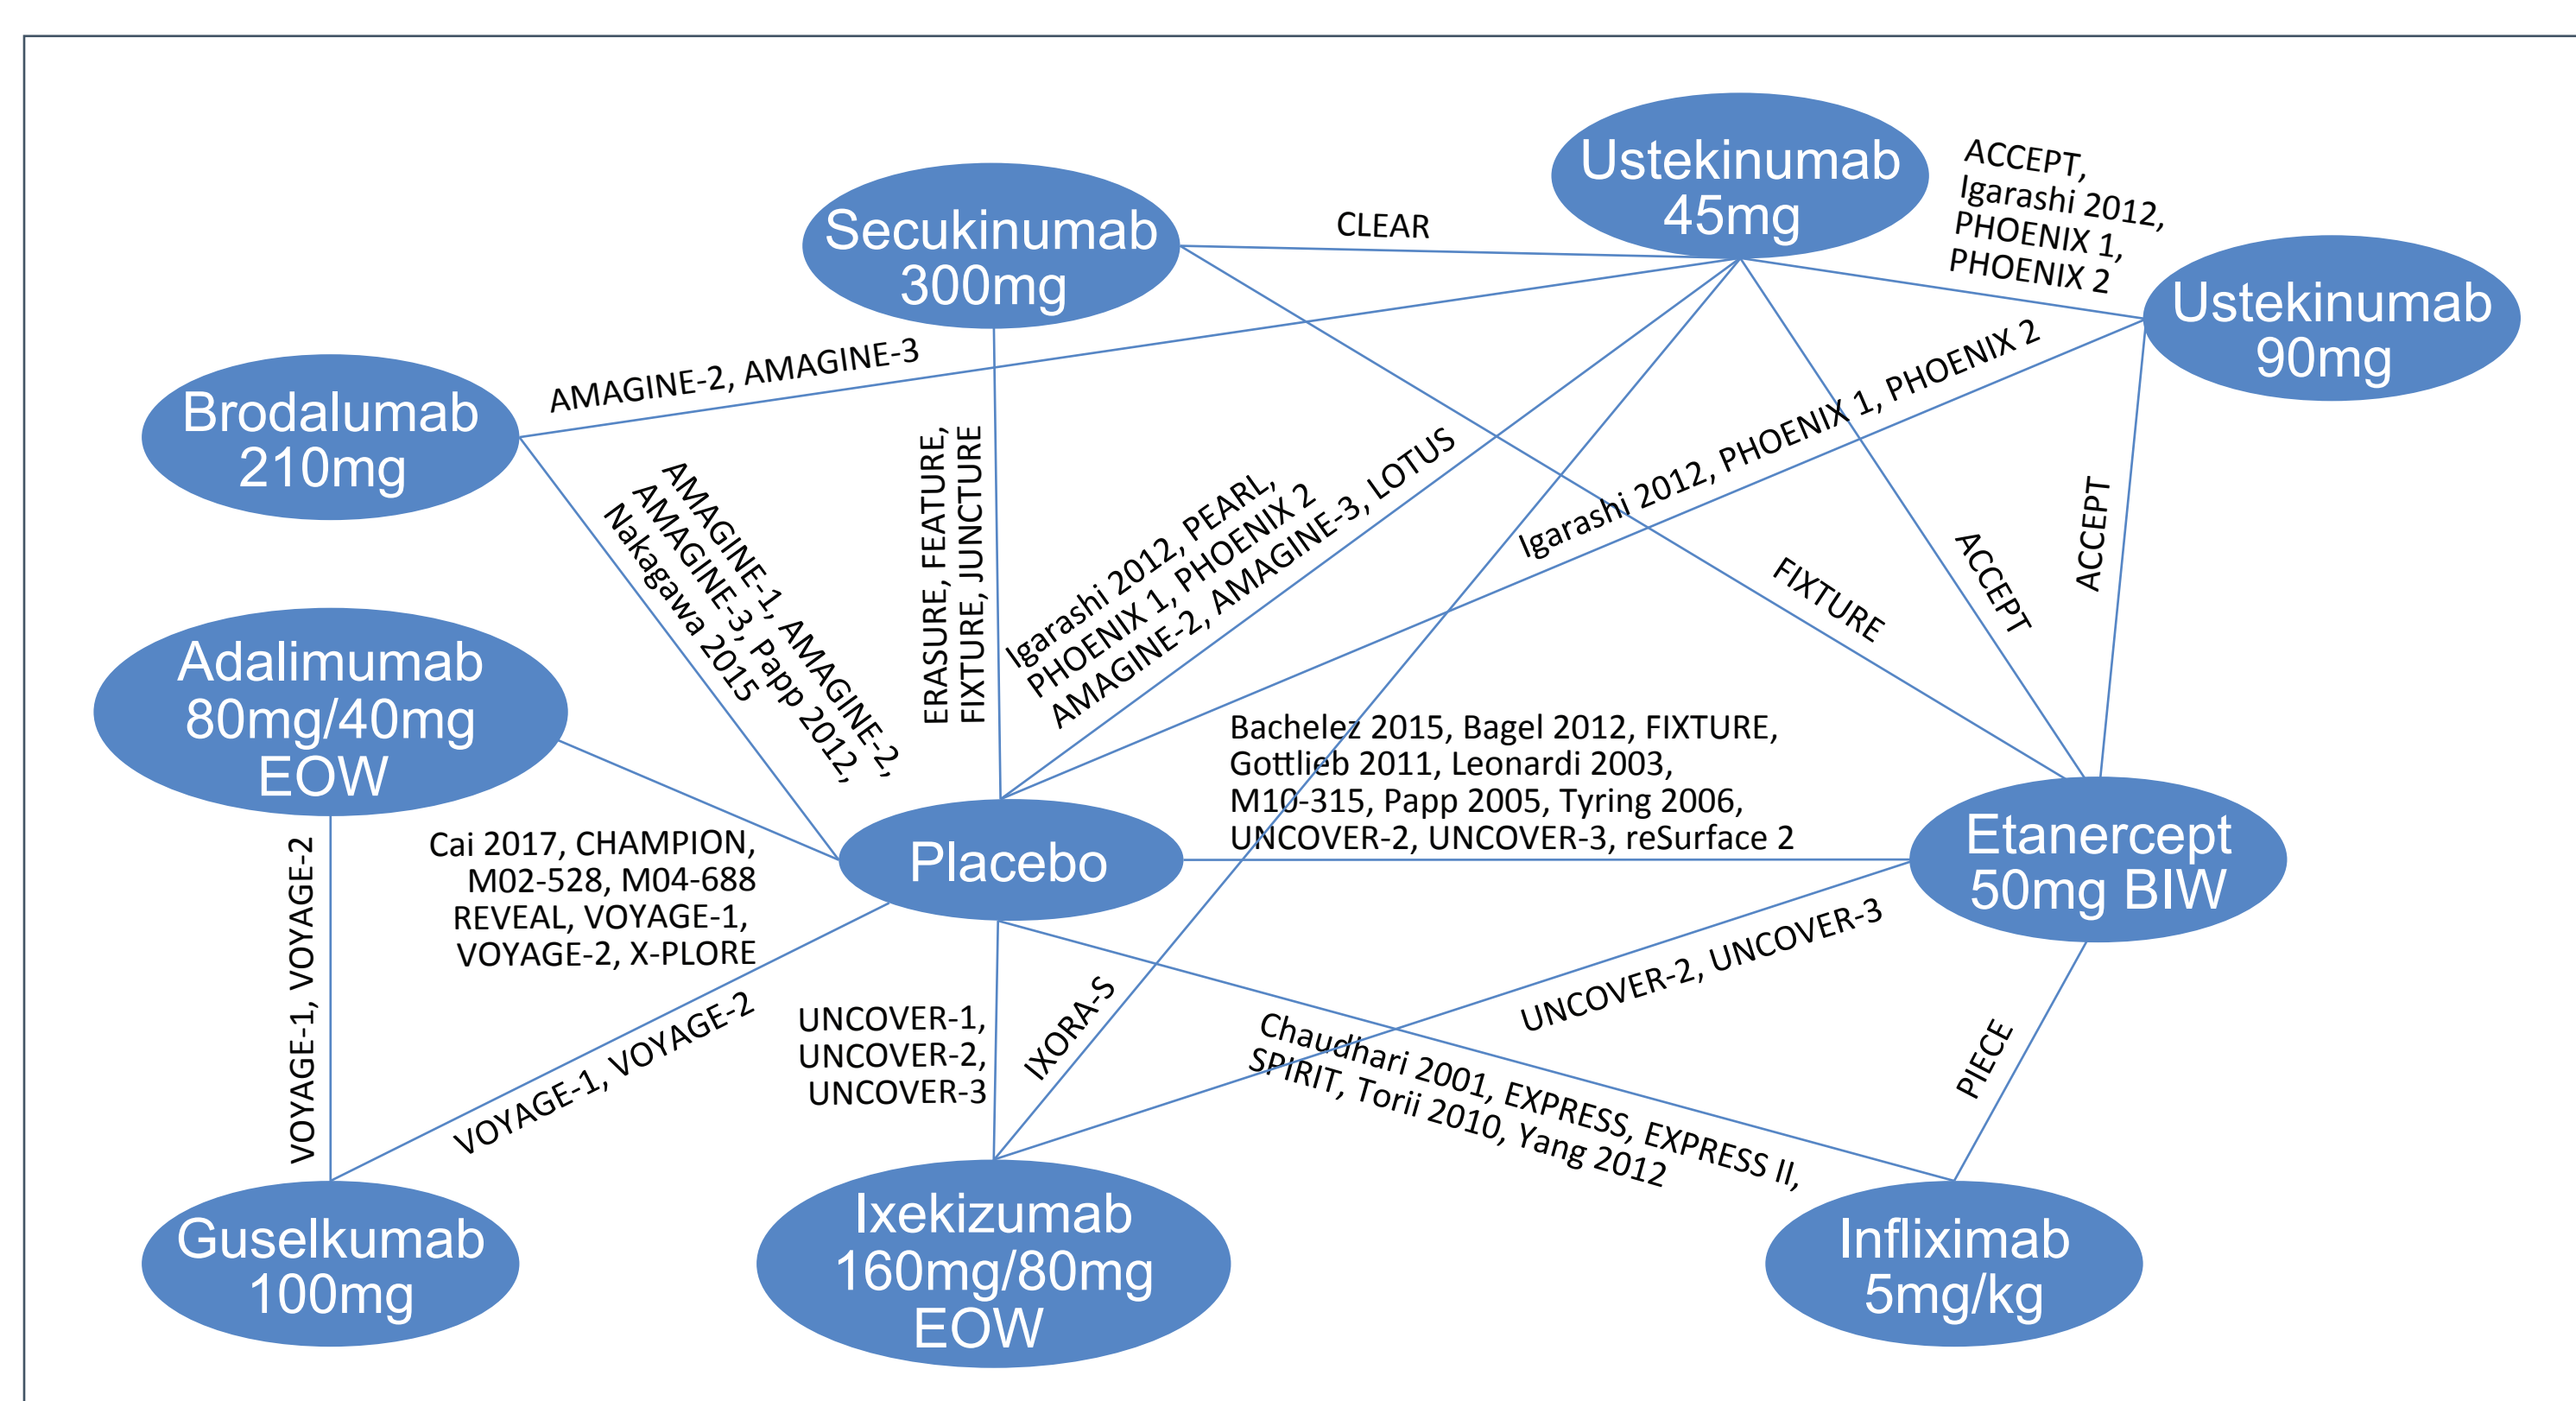 Ustekinumab
45mg
ACCEPT,
Igarashi 2012,
PHOENIX 1,
PHOENIX 2
Secukinumab
300mg
CLEAR
Ustekinumab
90mg
Brodalumab
210mg
AMAGINE-2, AMAGINE-3
AMAGINE-1, AMAGINE-2,
AMAGINE-3, Papp 2012,
Nakagawa 2015
ERASURE, FEATURE,
FIXTURE, JUNCTURE
Igarashi 2012, PEARL,
PHOENIX 1, PHOENIX 2
AMAGINE-2, AMAGINE-3, LOTUS
Igarashi 2012, PHOENIX 1, PHOENIX 2
FIXTURE
ACCEPT
ACCEPT
Adalimumab
80mg/40mg
EOW
Bachelez 2015, Bagel 2012, FIXTURE,
Gottlieb 2011, Leonardi 2003,
M10-315, Papp 2005, Tyring 2006,
UNCOVER-2, UNCOVER-3, reSurface 2
Placebo
Etanercept
50mg BIW
VOYAGE-1, VOYAGE-2
Cai 2017, CHAMPION,
M02-528, M04-688
REVEAL, VOYAGE-1,
VOYAGE-2, X-PLORE
VOYAGE-1, VOYAGE-2
UNCOVER-1,
UNCOVER-2,
UNCOVER-3
IXORA-S
UNCOVER-2, UNCOVER-3
Chaudhari 2001, EXPRESS, EXPRESS II,
SPIRIT, Torii 2010, Yang 2012
PIECE
Guselkumab
100mg
Ixekizumab
160mg/80mg
EOW
Infliximab
5mg/kg